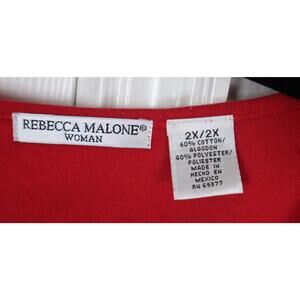 REBECCA MALONE®
WOMAN
2X/2X
60% COTTON/
ALGODON
40% POLYESTER/
POLIESTER
MADE IN
HECHO EN
MEXICO
RN 69377